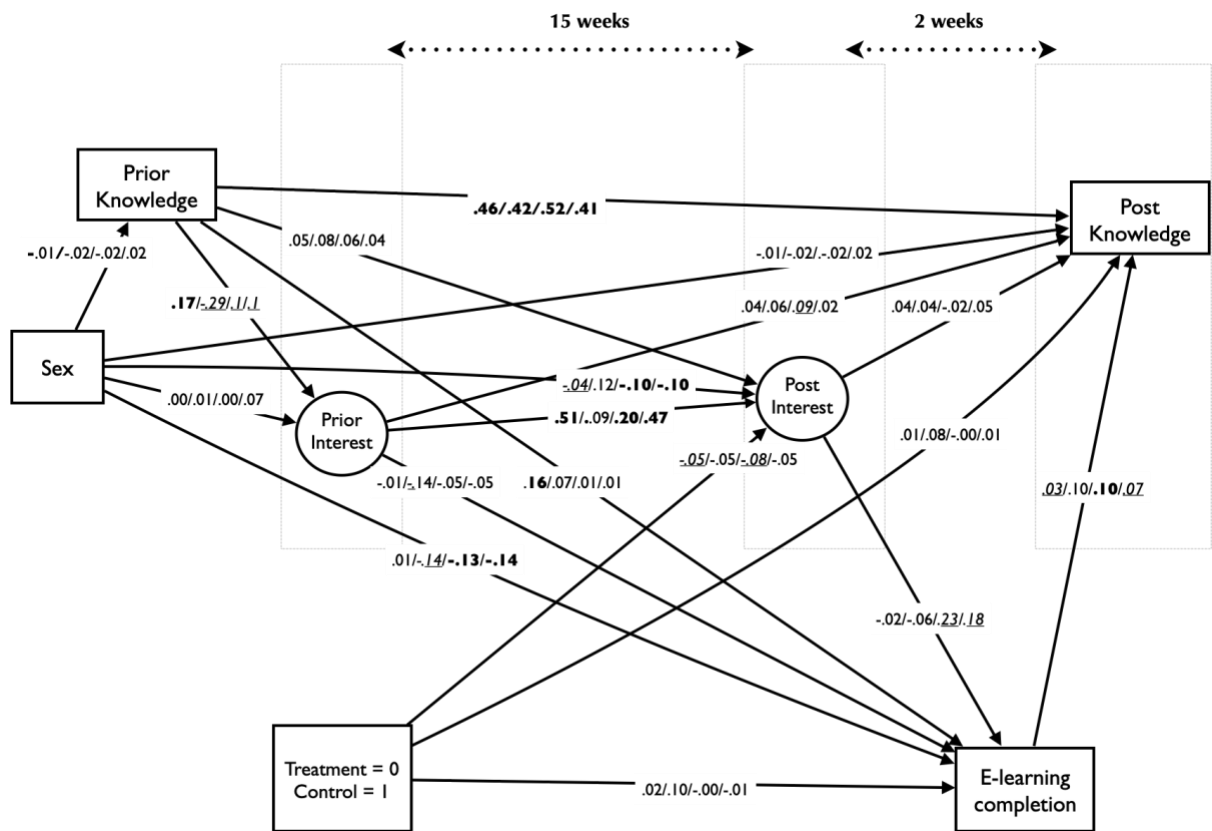 15 weeks
2 weeks
Prior
Knowledge
.46/.42/.52/.41
Post
Knowledge
.05/.08/.06/.04
-.01/-.02/-.02/.02
-.01/-.02/.-02/.02
.17/-.29/.1/.1
.04/.06/.09/.02
.04/.04/-.02/.05
Sex
-.04/.12/-.10/-.10
Post
Interest
.00/.01/.00/.07
Prior
Interest
.51/.09/.20/.47
.01/.08/-.00/.01
-.05/-.05/-.08/-.05
-.01/-.14/-.05/-.05
.16/.07/.01/.01
.03/.10/.10/.07
.01/-.14/-.13/-.14
-.02/-.06/.23/.18
Treatment = 0
Control = 1
.02/.10/-.00/-.01
E-learning
completion